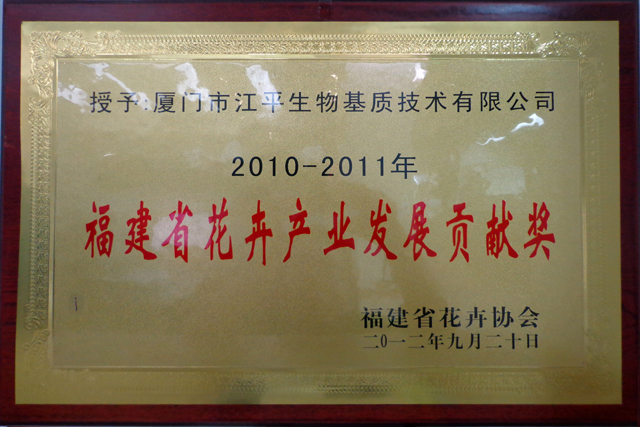 授予:厦门市江平生物基质技术有限公司
2010-2011年
福建省花卉产业发展贡献奖
福建省花卉协会
二0一二年九月二十日